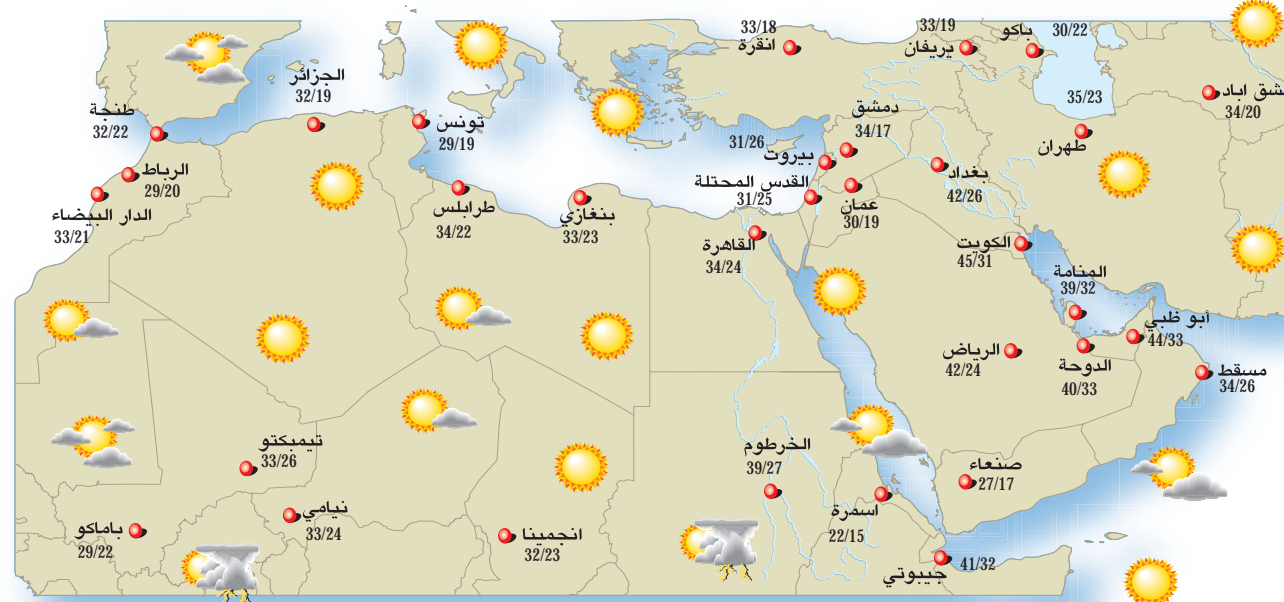 33/18
انقرة
33/19
يريفان
30/22
باكو
35/23
طهران
شق اباد
34/20
الجزائر
32/19
طنجة
32/22
تونس
29/19
دمشق
34/17
31/26
بيروت
القدس المحتلة
31/25
عمان
30/19
بغداد
42/26
الرباط
29/20
الدار البيضاء
33/21
طرابلس
34/22
بنغازي
33/23
القاهرة
34/24
الكويت
45/31
المنامة
39/32
أبو ظبي
44/33
الرياض
42/24
الدوحة
40/33
مسقط
34/26
تيمبكتو
33/26
الخرطوم
39/27
صنعاء
27/17
اسمرة
22/15
نيامي
33/24
باماكو
29/22
انجمينا
32/23
جيبوتي
41/32